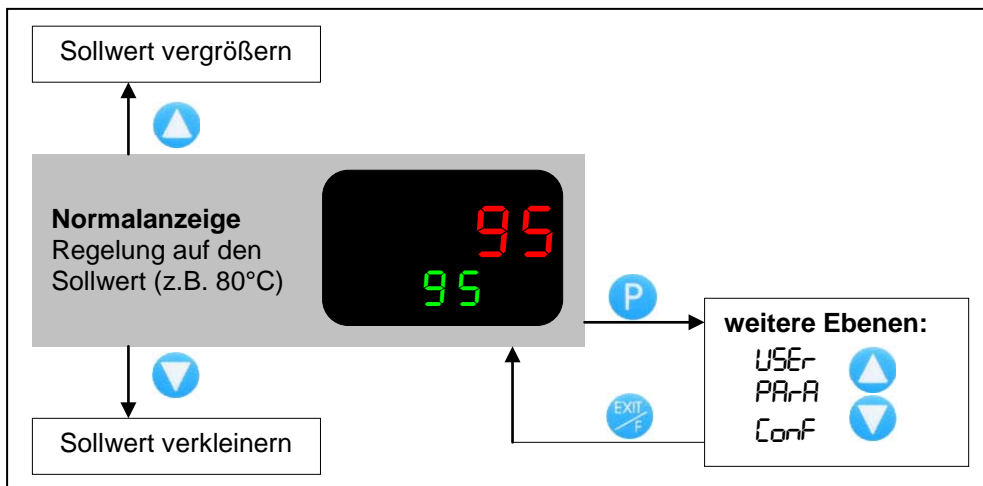 Sollwert vergrößern
Normalanzeige
Regelung auf den
Sollwert (z.B. 80°C)
95
95
P
weitere Ebenen:
USEr
PArA
ConF
EXIT/F
Sollwert verkleinern